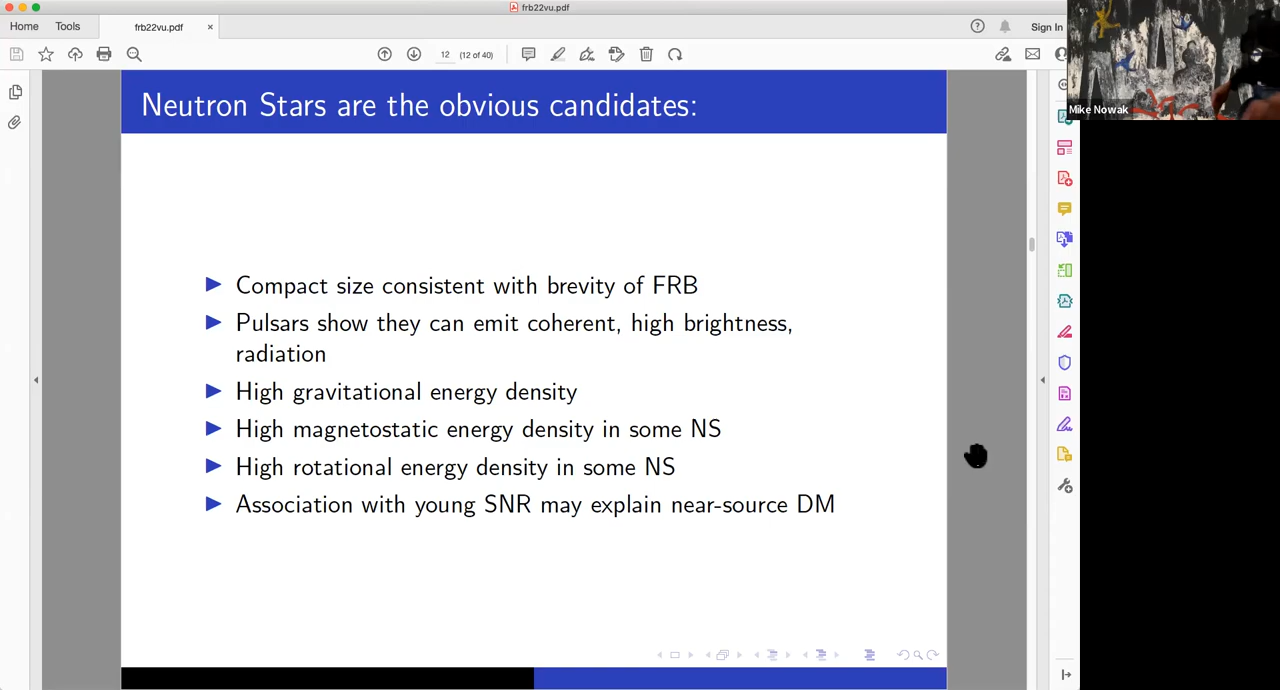 frb22vu.pdf
Home
Tools
frb22vu.pdf
×
Sign In
12
(12 of 40)
Mike Nowak
Neutron Stars are the obvious candidates:
Compact size consistent with brevity of FRB
Pulsars show they can emit coherent, high brightness,
radiation
High gravitational energy density
High magnetostatic energy density in some NS
High rotational energy density in some NS
Association with young SNR may explain near-source DM